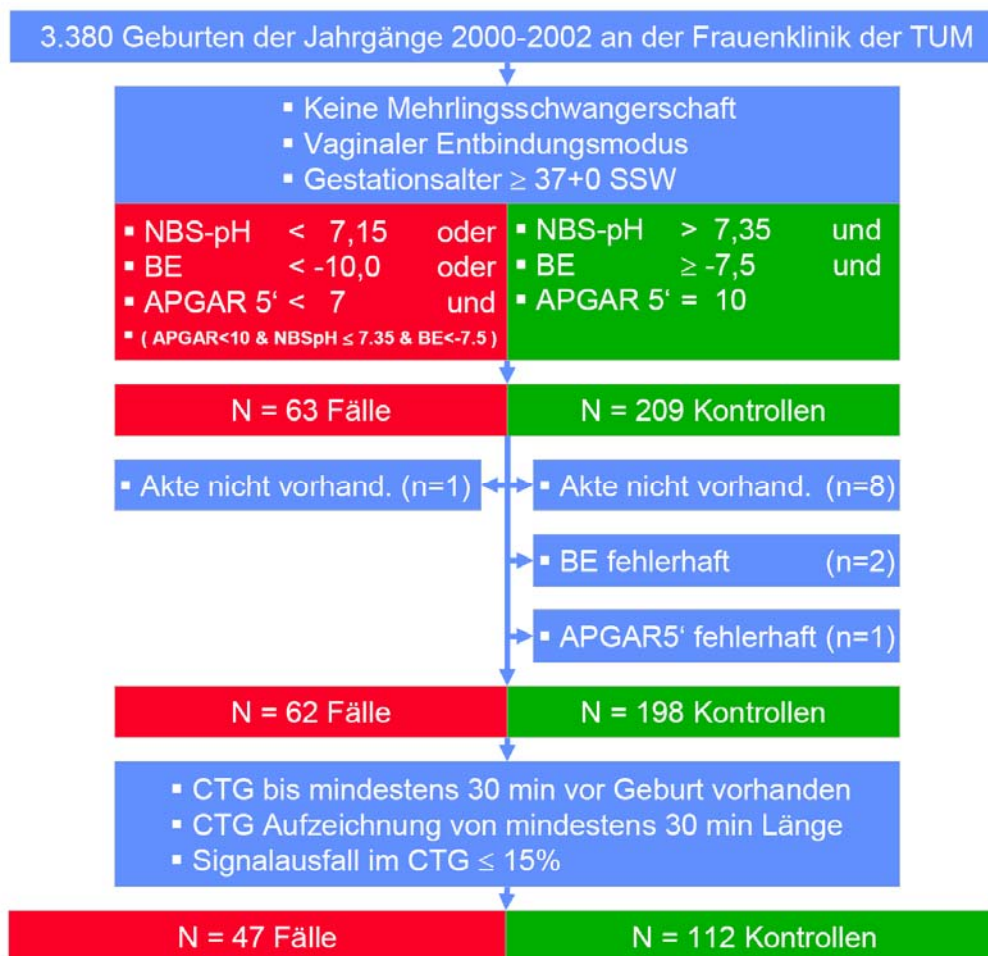 3.380 Geburten der Jahrgänge 2000-2002 an der Frauenklinik der TUM
▪ Keine Mehrlingsschwangerschaft
▪ Vaginaler Entbindungsmodus
▪ Gestationsalter ≥ 37+0 SSW
▪ NBS-pH < 7,15 oder
▪ BE < -10,0 oder
▪ APGAR 5‘ < 7 und
▪ ( APGAR<10 & NBSpH ≤ 7.35 & BE<-7.5 )
▪ NBS-pH > 7,35 und
▪ BE ≥ -7,5 und
▪ APGAR 5‘ = 10
N = 63 Fälle
N = 209 Kontrollen
▪ Akte nicht vorhand. (n=1)
▪ Akte nicht vorhand. (n=8)
▪ BE fehlerhaft (n=2)
▪ APGAR5‘ fehlerhaft (n=1)
N = 62 Fälle
N = 198 Kontrollen
▪ CTG bis mindestens 30 min vor Geburt vorhanden
▪ CTG Aufzeichnung von mindestens 30 min Länge
▪ Signalausfall im CTG ≤ 15%
N = 47 Fälle
N = 112 Kontrollen